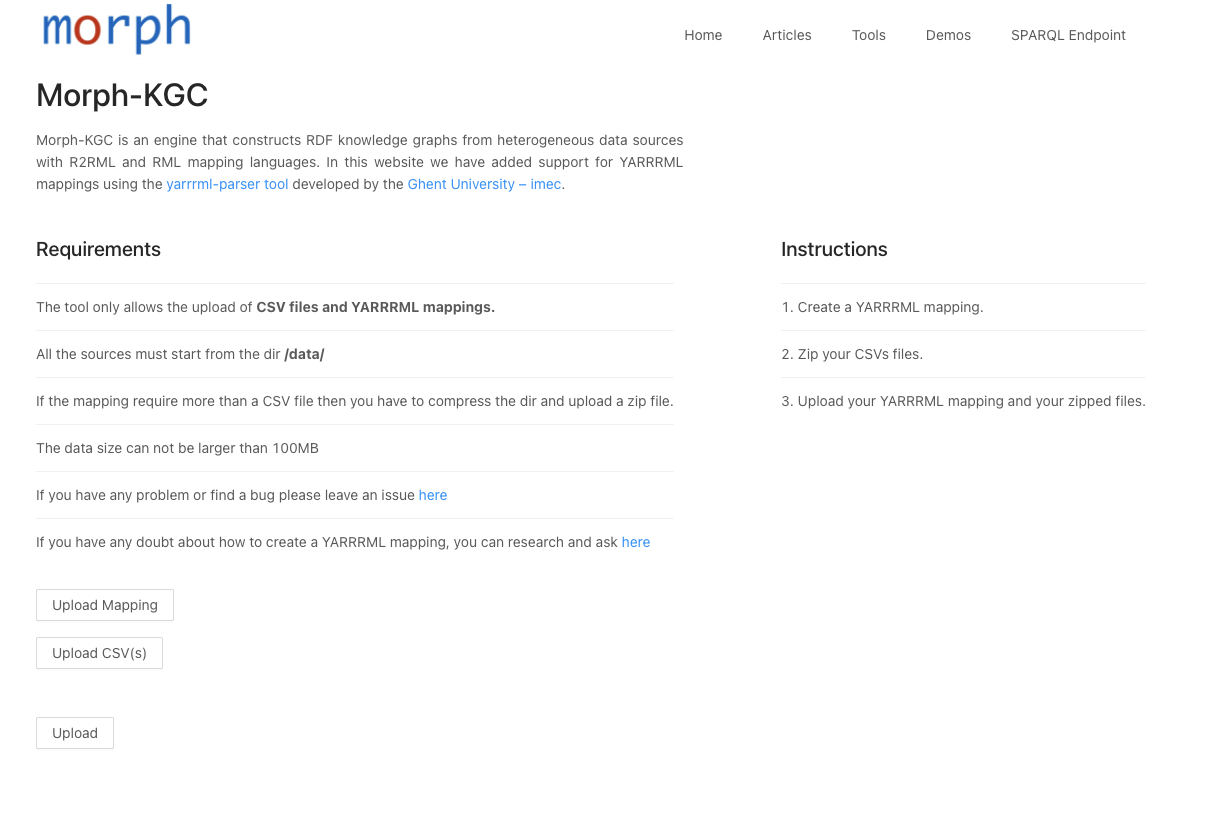 morph
Home Articles Tools Demos SPARQL Endpoint
Morph-KGC
Morph-KGC is an engine that constructs RDF knowledge graphs from heterogeneous data sources
with R2RML and RML mapping languages. In this website we have added support for YARRRML
mappings using the yarrrml-parser tool developed by the Ghent University – imec.
Requirements
The tool only allows the upload of CSV files and YARRRML mappings.
All the sources must start from the dir /data/
If the mapping require more than a CSV file then you have to compress the dir and upload a zip file.
The data size can not be larger than 100MB
If you have any problem or find a bug please leave an issue here
If you have any doubt about how to create a YARRRML mapping, you can research and ask here
Instructions
1. Create a YARRRML mapping.
2. Zip your CSVs files.
3. Upload your YARRRML mapping and your zipped files.
Upload Mapping
Upload CSV(s)
Upload